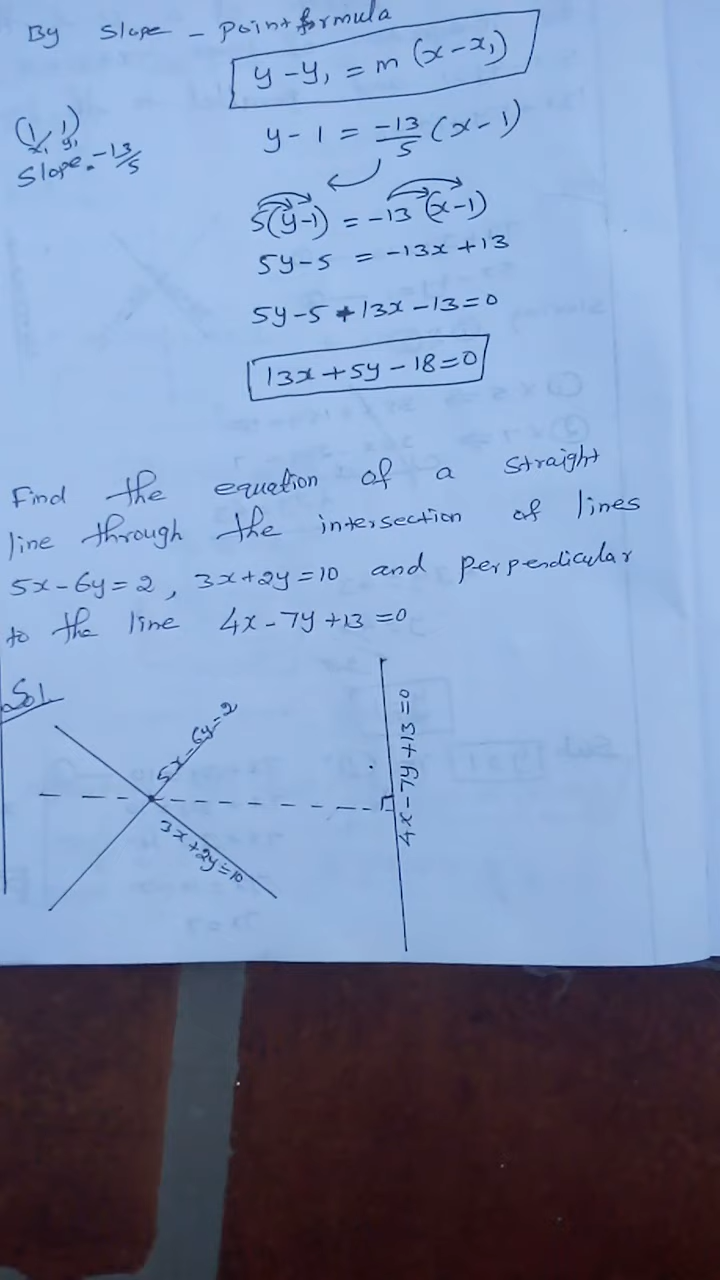 By Slope - Point formula
y - y₁ = m (x - x₁)
(1, 1)
x₁ y₁
Slope = -13/5
y - 1 = -13/5 (x - 1)
5(y-1) = -13 (x-1)
5y-5 = -13x+13
5y-5+13x-13=0
13x+5y-18=0
Find the equation of a straight
line through the intersection of lines
5x-6y=2, 3x+2y=10 and perpendicular
to the line 4x-7y+13=0
Sol
5x-6y=2
3x+2y=10
4x-7y+13=0